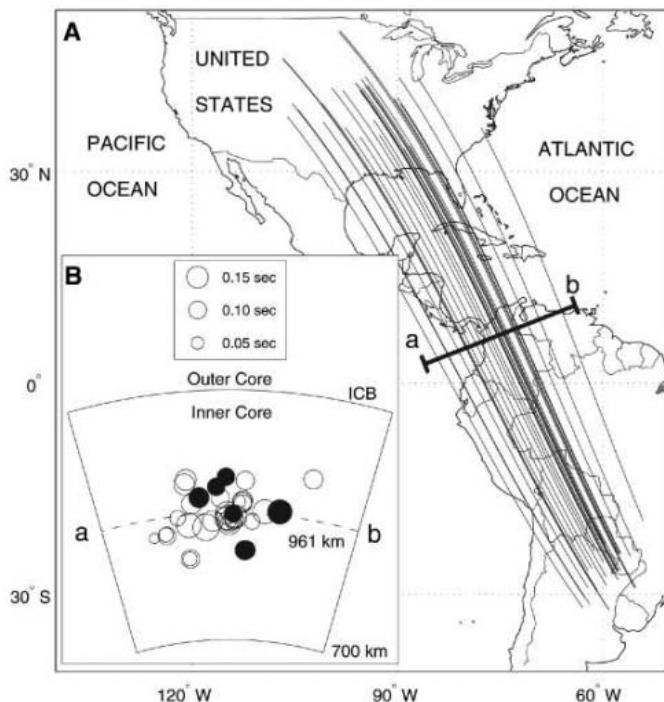 A
UNITED
STATES
PACIFIC
OCEAN
ATLANTIC
OCEAN
30° N
B
0.15 sec
0.10 sec
0.05 sec
b
a
Outer Core
ICB
Inner Core
0°
a
961 km
b
30° S
700 km
120° W
90° W
60° W